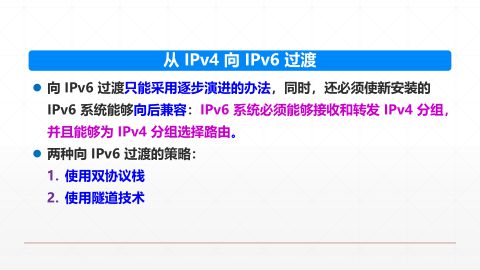 从 IPv4 向 IPv6 过渡
向 IPv6 过渡只能采用逐步演进的办法，同时，还必须使新安装的
IPv6 系统能够向后兼容：IPv6 系统必须能够接收和转发 IPv4 分组，
并且能够为 IPv4 分组选择路由。
两种向 IPv6 过渡的策略：
1. 使用双协议栈
2. 使用隧道技术